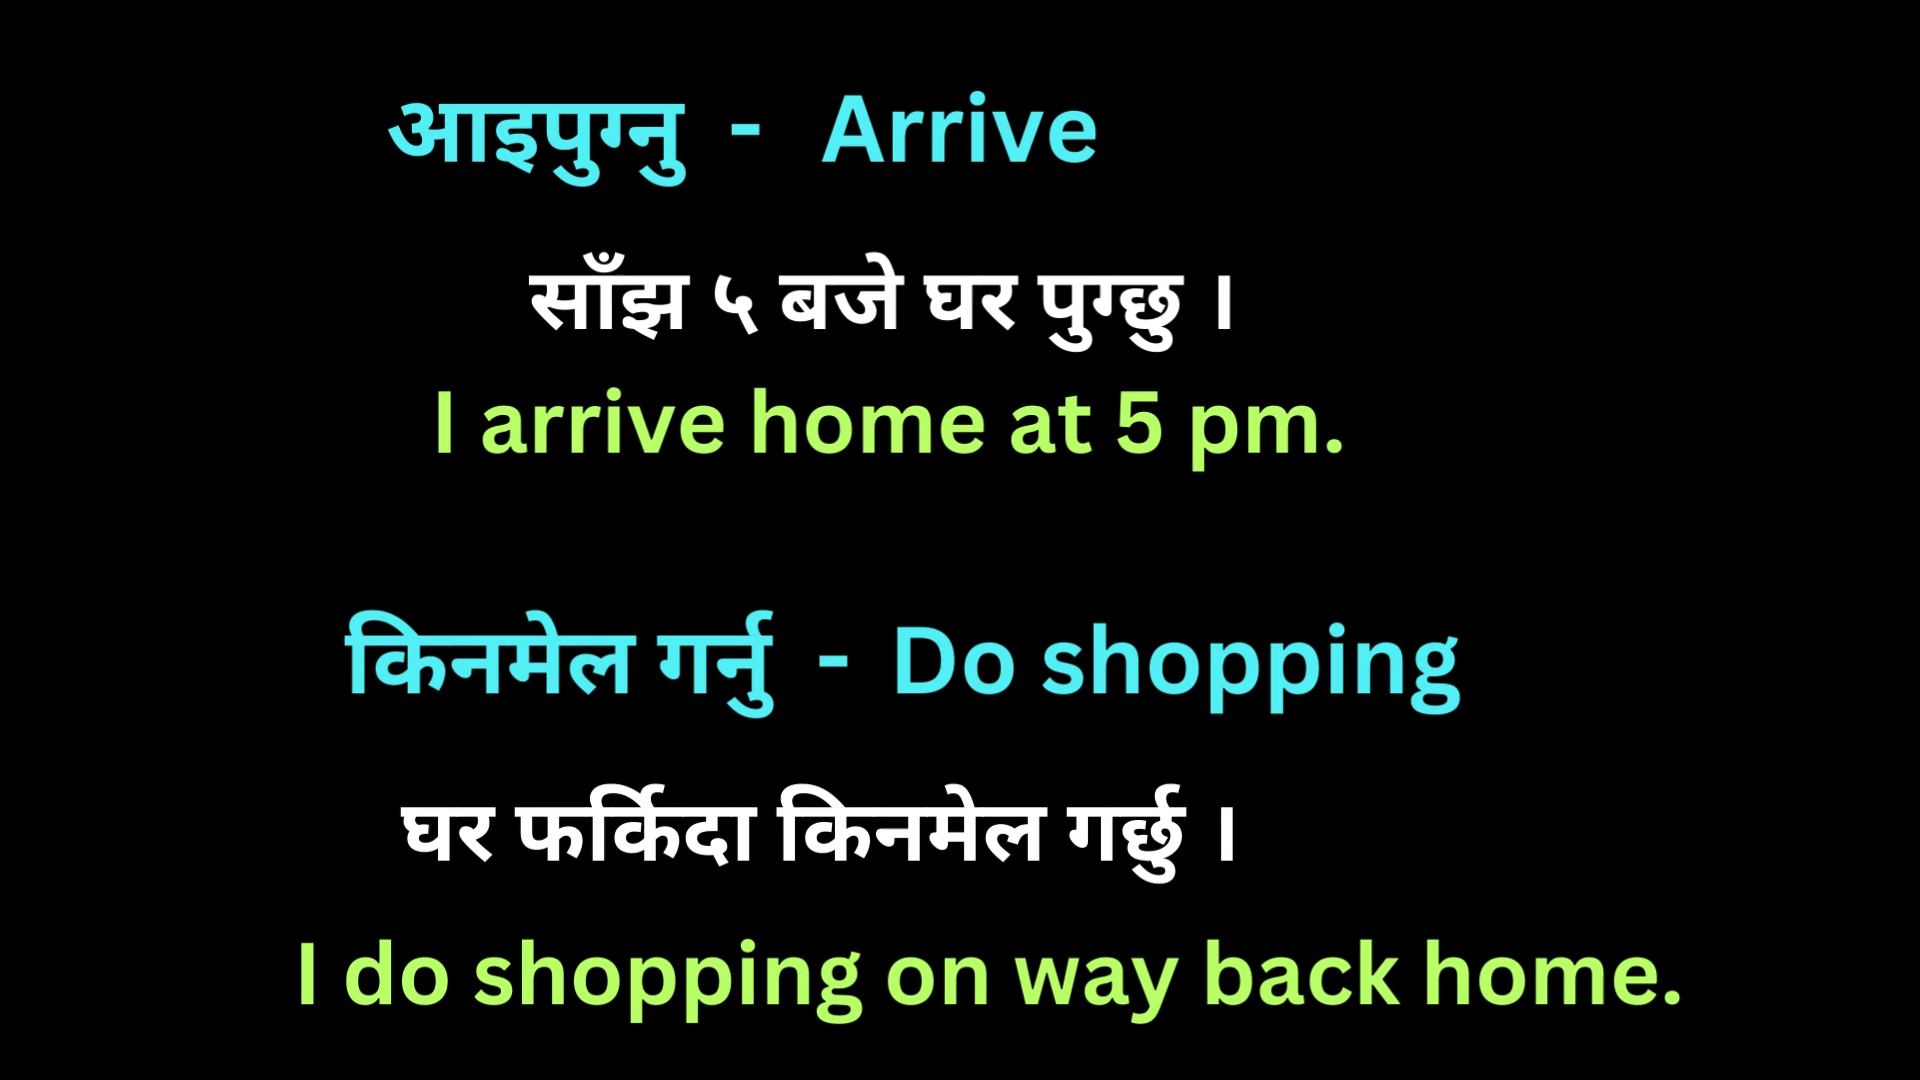 आइपुग्नु - Arrive
साँझ ५ बजे घर पुग्छु ।
I arrive home at 5 pm.
किनमेल गर्नु - Do shopping
घर फर्किदा किनमेल गर्छु ।
I do shopping on way back home.